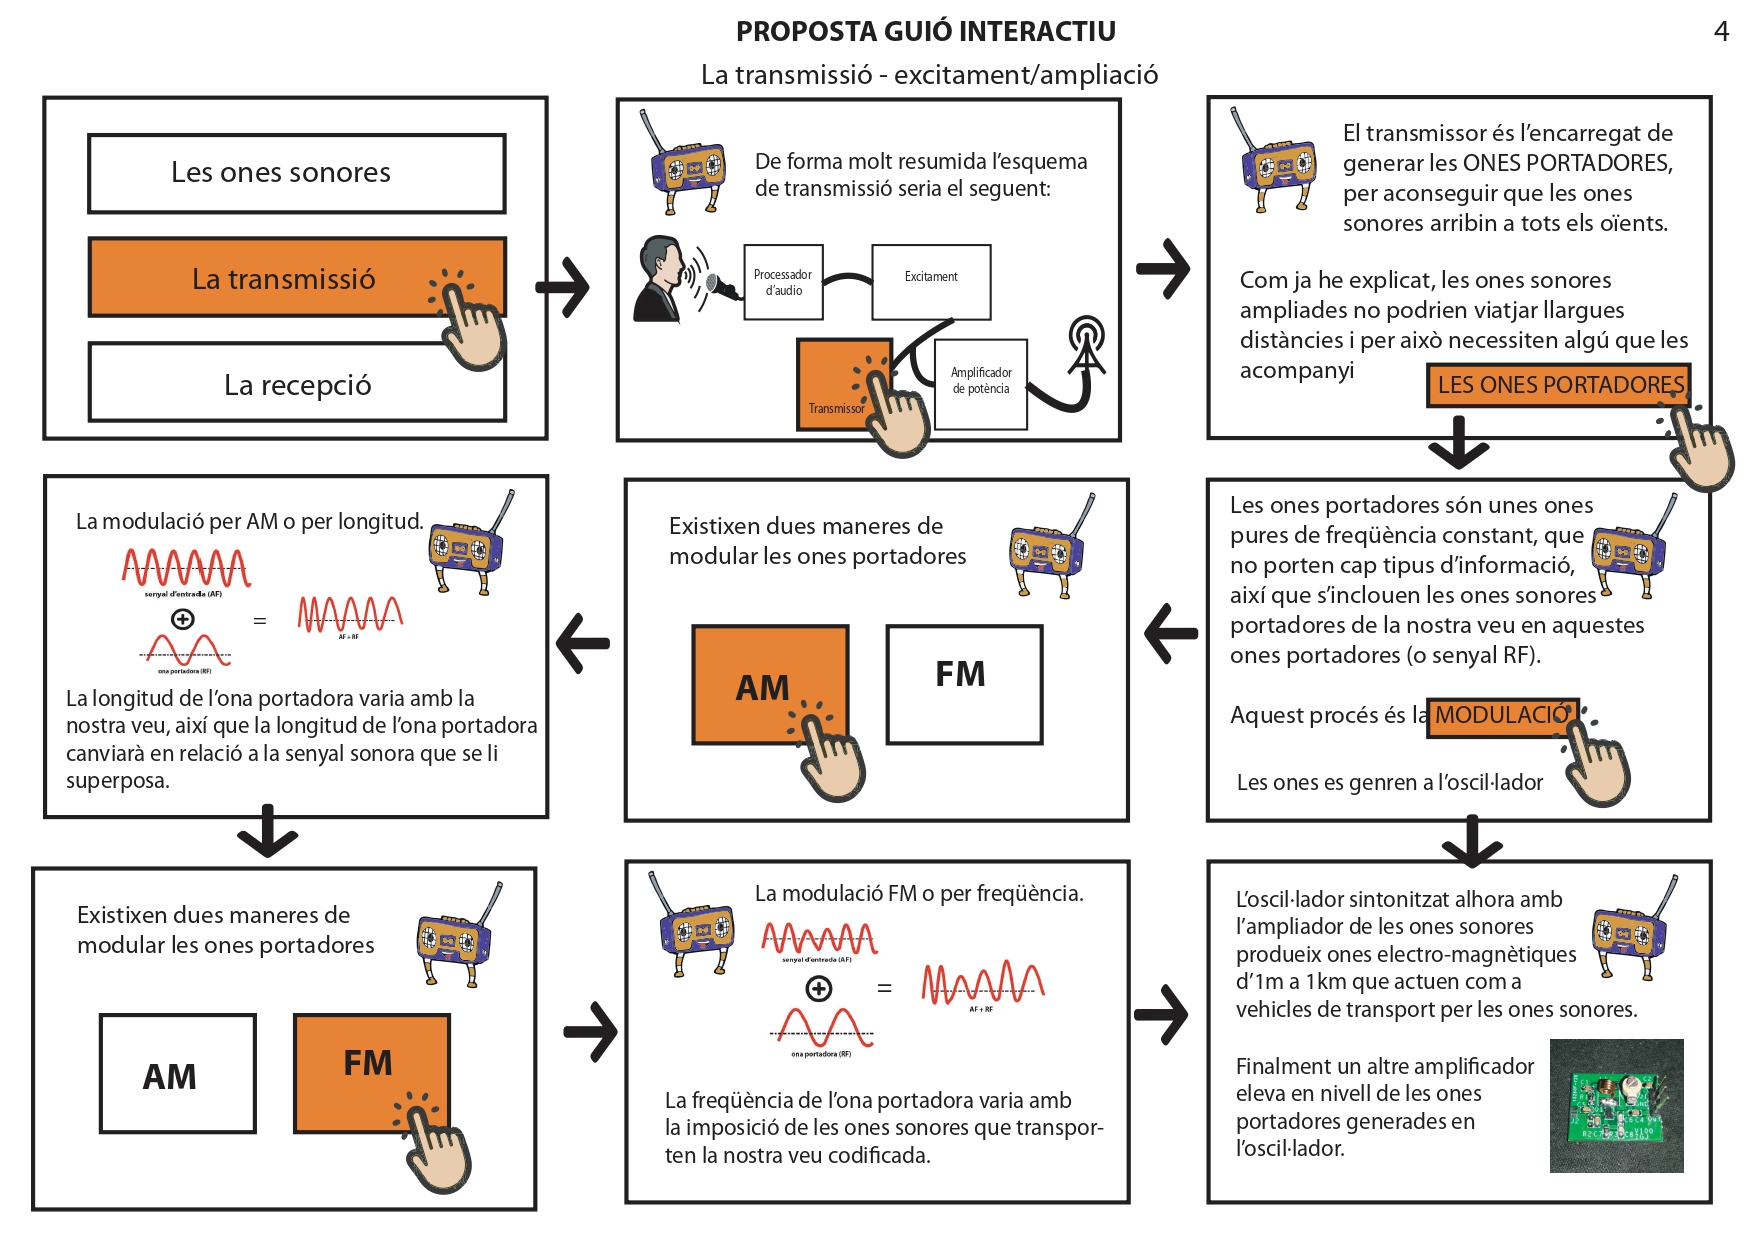 PROPOSTA GUIÓ INTERACTIU
4
La transmissió - excitament/ampliació
Les ones sonores
La transmissió
La recepció
De forma molt resumida l'esquema
de transmissió seria el seguent:
Processador
d'audio
Excitament
Transmissor
Amplificador
de potència
El transmissor és l'encarregat de
generar les ONES PORTADORES,
per aconseguir que les ones
sonores arribin a tots els oïents.
Com ja he explicat, les ones sonores
ampliades no podrien viatjar llargues
distàncies i per això necessiten algú que les
acompanyi
LES ONES PORTADORES
Les ones portadores són unes ones
pures de freqüència constant, que
no porten cap tipus d'informació,
així que s'inclouen les ones sonores
portadores de la nostra veu en aquestes
ones portadores (o senyal RF).
Aquest procés és la MODULACIÓ
Les ones es genren a l'oscil·lador
Existixen dues maneres de
modular les ones portadores
AM
FM
La modulació per AM o per longitud.
senyal d'entrada (AF)
=
AF + RF
ona portadora (RF)
La longitud de l'ona portadora varia amb la
nostra veu, així que la longitud de l'ona portadora
canviarà en relació a la senyal sonora que se li
superposa.
Existixen dues maneres de
modular les ones portadores
AM
FM
La modulació FM o per freqüència.
senyal d'entrada (AF)
=
AF + RF
ona portadora (RF)
La freqüència de l'ona portadora varia amb
la imposició de les ones sonores que transpor-
ten la nostra veu codificada.
L'oscil·lador sintonitzat alhora amb
l'ampliador de les ones sonores
produeix ones electro-magnètiques
d'1m a 1km que actuen com a
vehicles de transport per les ones sonores.
Finalment un altre amplificador
eleva en nivell de les ones
portadores generades en
l'oscil·lador.